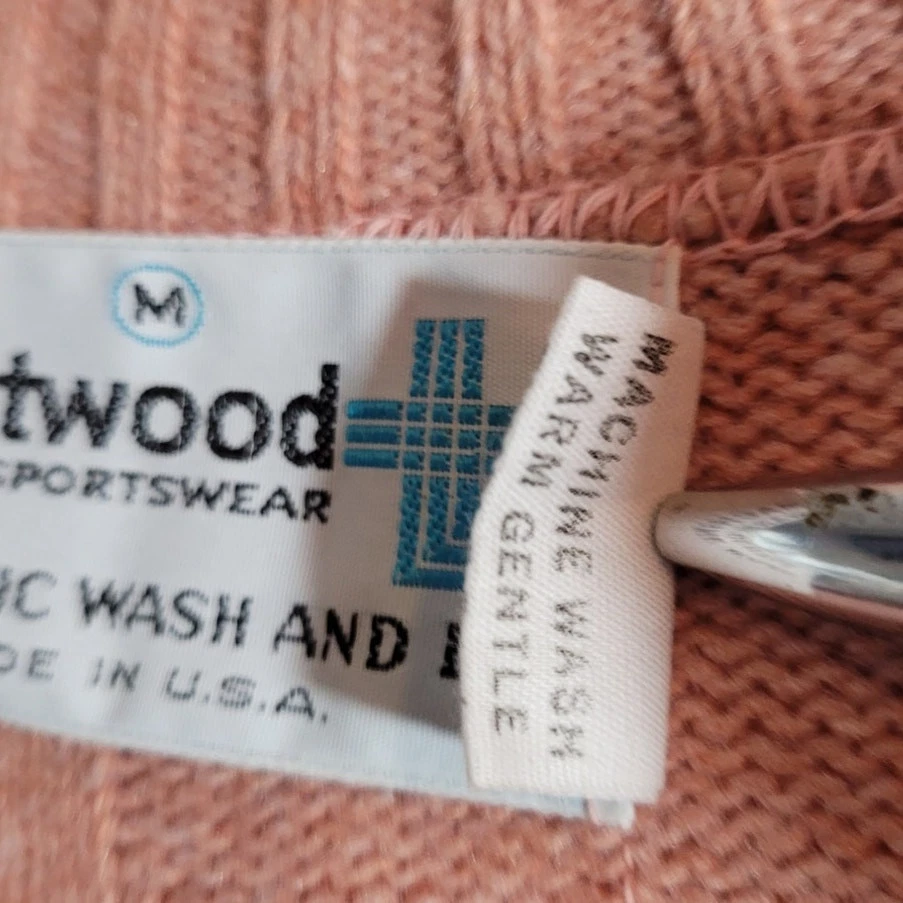 M
twood
SPORTSWEAR
IC WASH AND
DE IN U.S.A.
MACHINE WASH
WARM GENTLE